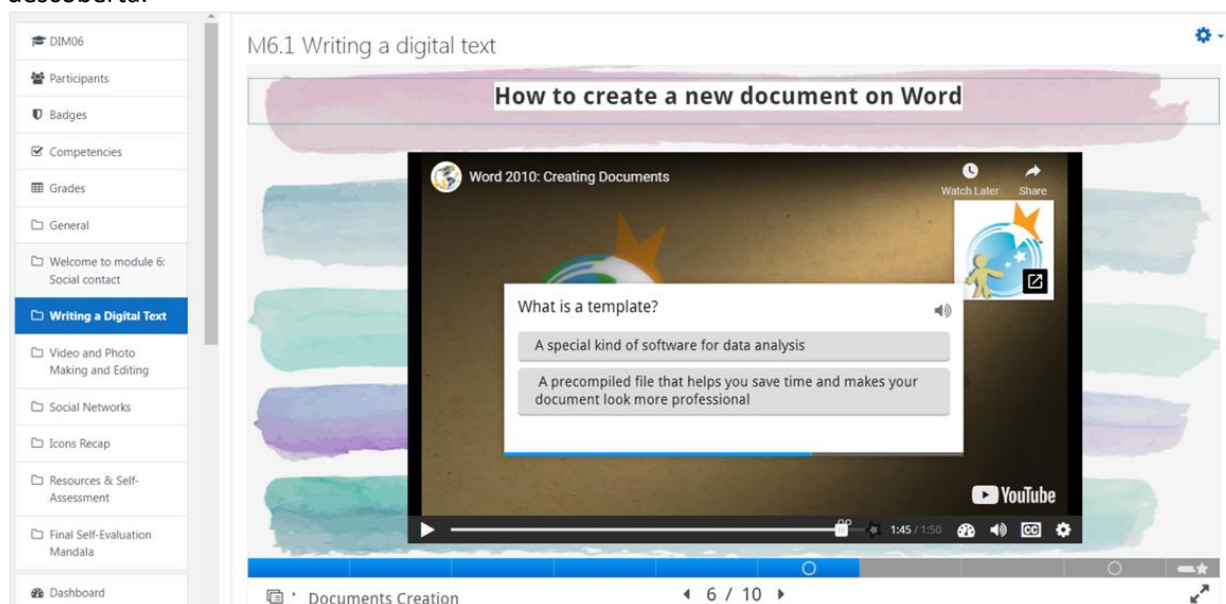 descoberta.
DIM06
Participants
Badges
Competencies
Grades
General
Welcome to module 6:
Social contact
Writing a Digital Text
Video and Photo
Making and Editing
Social Networks
Icons Recap
Resources & Self-
Assessment
Final Self-Evaluation
Mandala
Dashboard
M6.1 Writing a digital text
How to create a new document on Word
Word 2010: Creating Documents
Watch Later
Share
What is a template?
A special kind of software for data analysis
A precompiled file that helps you save time and makes your
document look more professional
YouTube
1:45 / 1:50
CC
Documents Creation
6 / 10